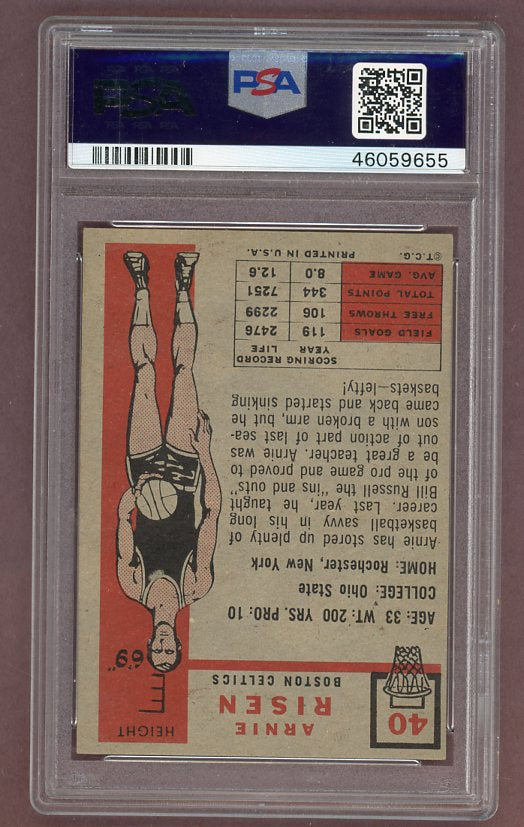 PSA
PSA
46059655
40
ARNIE
RISEN
BOSTON CELTICS
HEIGHT
6'9"
AGE: 33 WT: 200 YRS. PRO: 10
COLLEGE: Ohio State
HOME: Rochester, New York
Arnie has stored up plenty of
basketball savvy in his long
career. Last year, he taught
Bill Russell the "ins" and outs"
of the pro game and proved to
be a great teacher. Arnie was
out of action part of last sea-
son with a broken arm, but he
came back and started sinking
baskets—lefty!
SCORING RECORD YEAR LIFE
FIELD GOALS 119 2476
FREE THROWS 106 2299
TOTAL POINTS 344 7251
AVG. GAME 8.0 12.6
©T.C.G. PRINTED IN U.S.A.